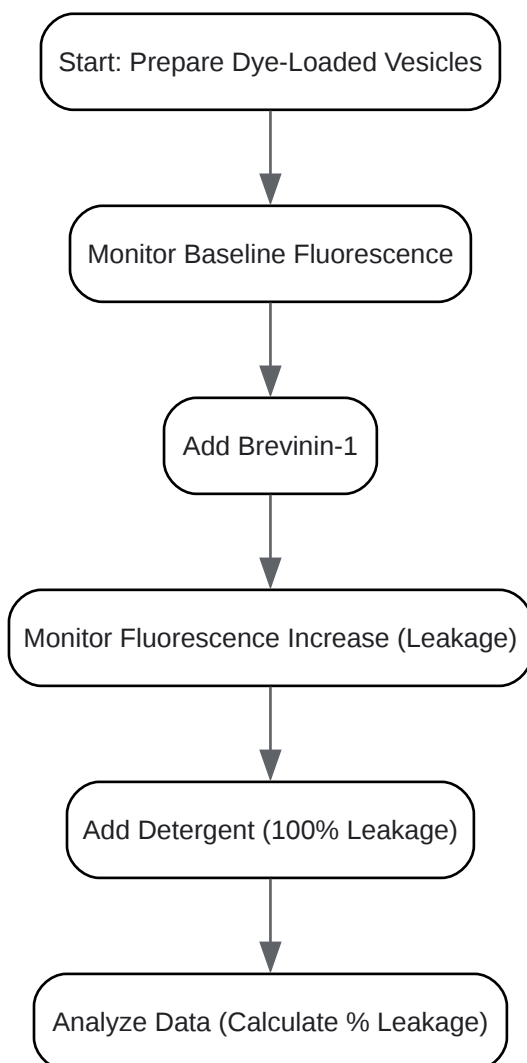 Start: Prepare Dye-Loaded Vesicles
Monitor Baseline Fluorescence
Add Brevinin-1
Monitor Fluorescence Increase (Leakage)
Add Detergent (100% Leakage)
Analyze Data (Calculate % Leakage)